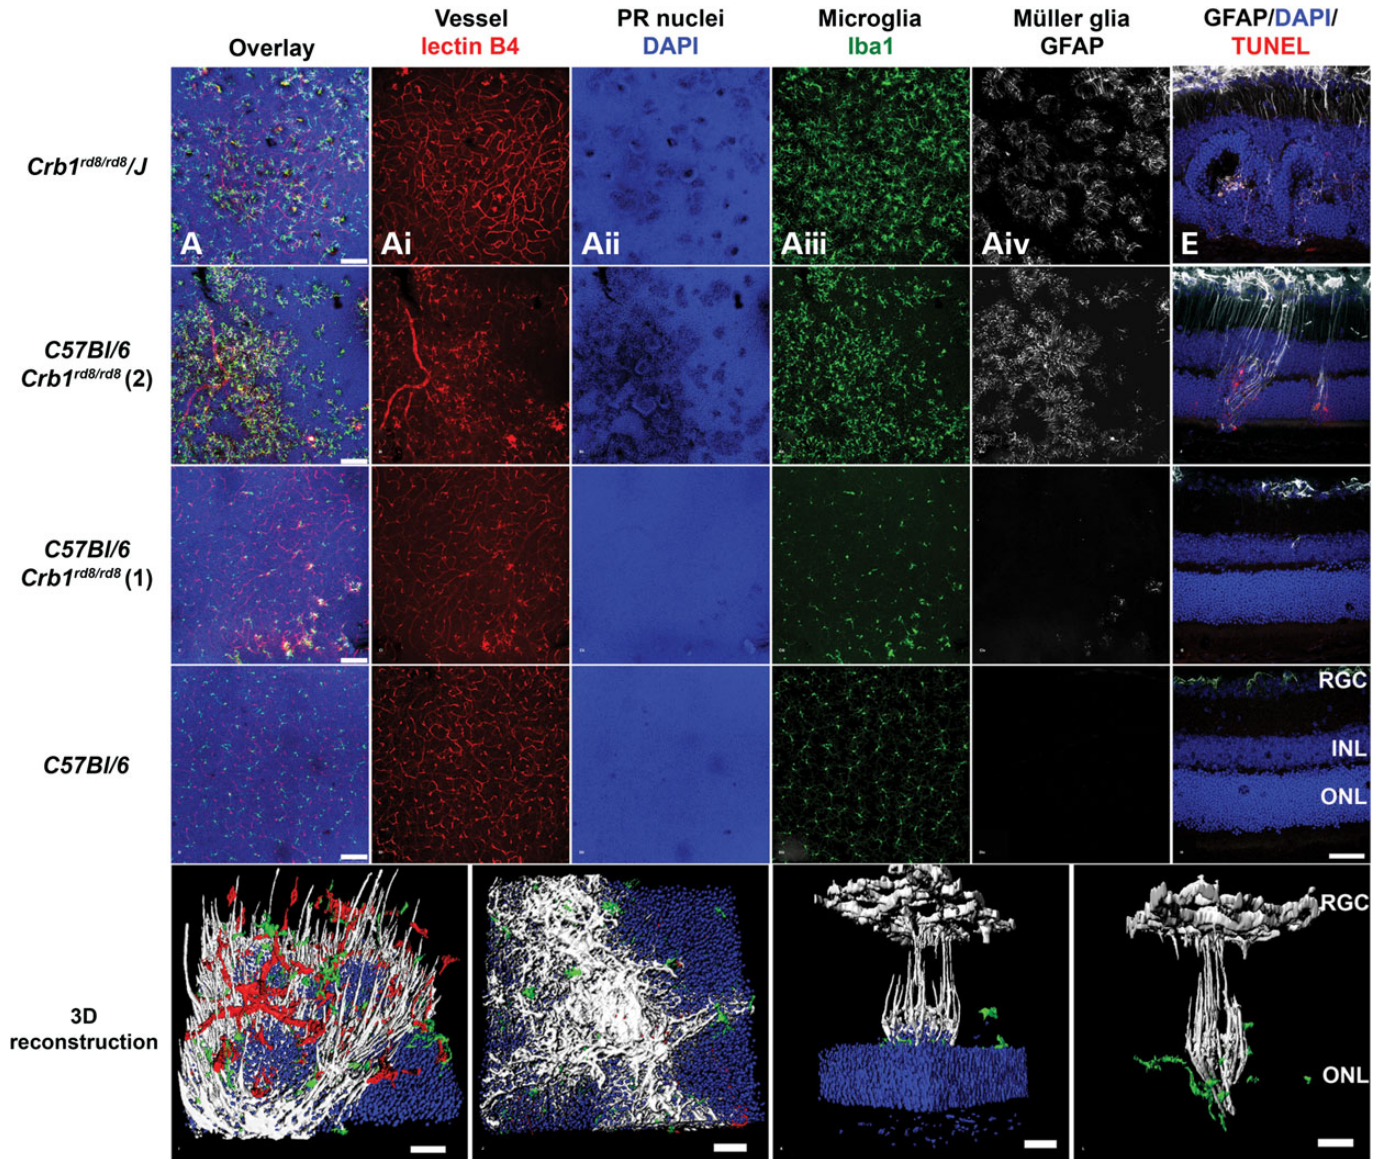 Overlay
Vessel
lectin B4
PR nuclei
DAPI
Microglia
Iba1
Müller glia
GFAP
GFAP/DAPI/
TUNEL
Crb1rd8/rd8/J
A
Ai
Aii
Aiii
Aiv
E
C57Bl/6
Crb1rd8/rd8 (2)
C57Bl/6
Crb1rd8/rd8 (1)
C57Bl/6
RGC
INL
ONL
3D
reconstruction
RGC
ONL